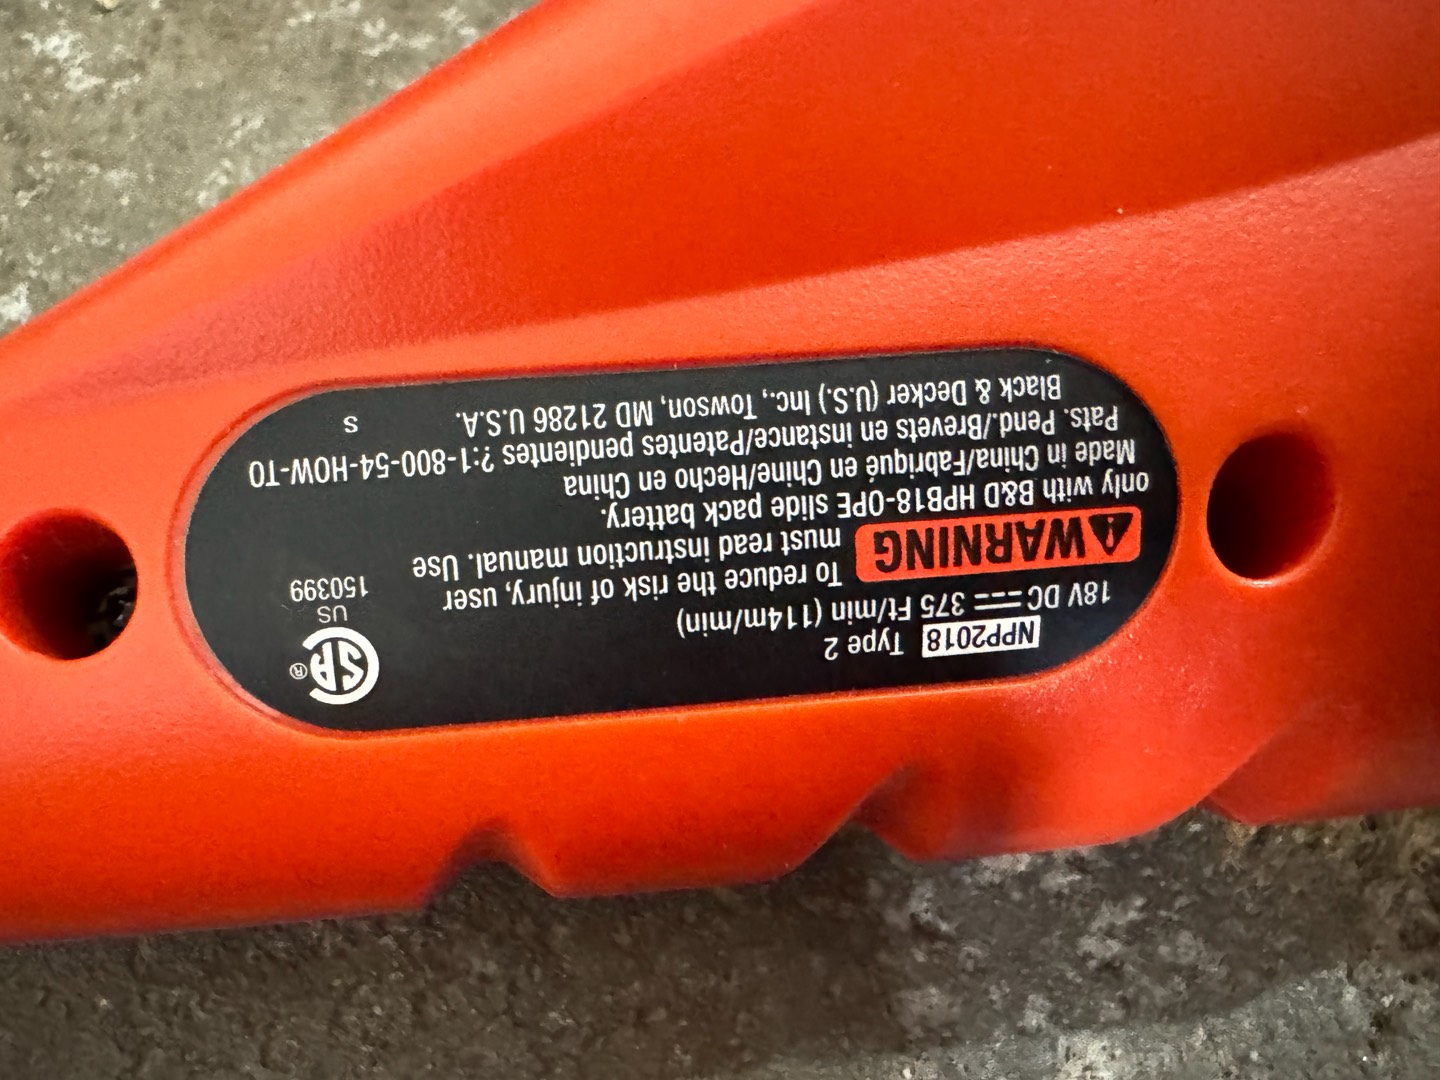 NPP2018 Type 2
18V DC 375 Ft/min (114m/min)
⚠WARNING To reduce the risk of injury, user
must read instruction manual. Use
only with B&D HPB18-OPE slide pack battery.
Made in China/Fabriqué en Chine/Hecho en China
Pats. Pend./Brevets en instance/Patentes pendientes ?:1-800-54-HOW-TO
Black & Decker (U.S.) Inc., Towson, MD 21286 U.S.A. S
SA ®
US
150399